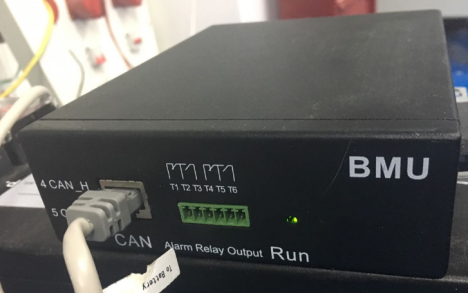 BMU
4 CAN_H
T1 T2 T3 T4 T5 T6
5 C
CAN
Alarm Relay Output
Run
To Battery